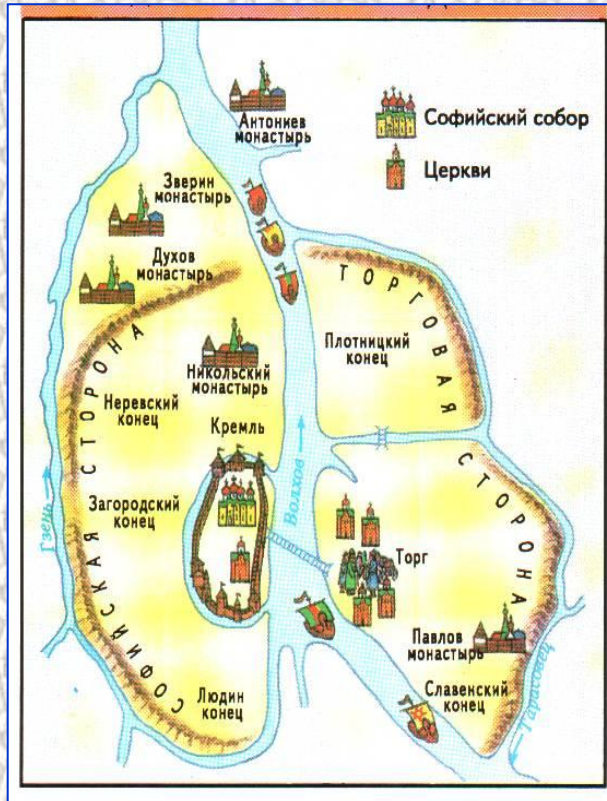 Антониев
монастырь
Софийский собор
Церкви
Зверин
монастырь
Духов
монастырь
ТОРГОВАЯ
СТОРОНА
Плотницкий
конец
Никольский
монастырь
Неревский
конец
Кремль
СОФИЙСКАЯ СТОРОНА
Волхов
Загородский
конец
Гзень
Торг
Павлов
монастырь
Славенский
конец
Людин
конец
Тарасовец